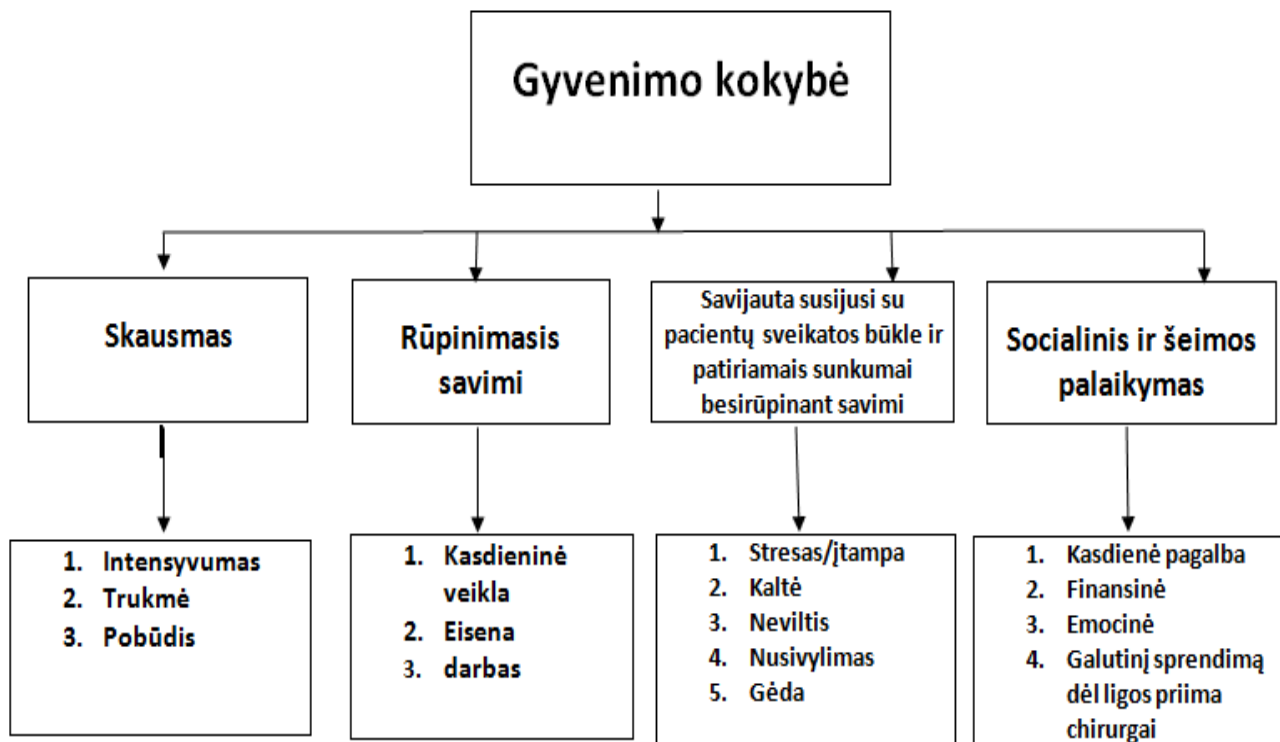 Gyvenimo kokybė
Skausmas
Rūpinimasis
savimi
Savijauta susijusi su
pacientų sveikatos būkle ir
patiriamais sunkumai
besirūpinant savimi
Socialinis ir šeimos
palaikymas
1. Intensyvumas
2. Trukmė
3. Pobūdis
1. Kasdieninė
veikla
2. Eisena
3. darbas
1. Stresas/įtampa
2. Kaltė
3. Neviltis
4. Nusivylimas
5. Gėda
1. Kasdienė pagalba
2. Finansinė
3. Emocinė
4. Galutinį sprendimą
dėl ligos priima
chirurgai